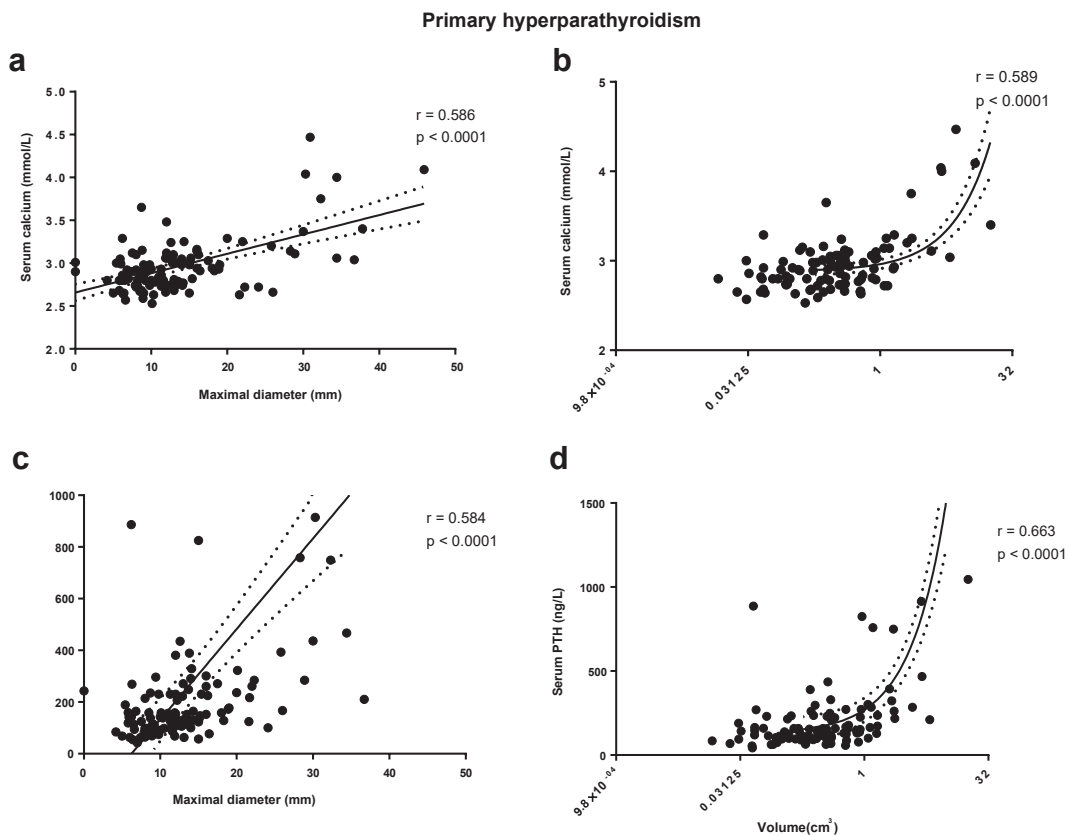 Primary hyperparathyroidism
a
r = 0.586
p < 0.0001
Serum calcium (mmol/L)
5.0
4.5
4.0
3.5
3.0
2.5
2.0
0
10
20
30
40
50
Maximal diameter (mm)
b
r = 0.589
p < 0.0001
Serum calcium (mmol/L)
5
4
3
2
9.8×10⁻⁰⁴
0.03125
1
32
c
r = 0.584
p < 0.0001
1000
800
600
400
200
0
0
10
20
30
40
50
Maximal diameter (mm)
d
r = 0.663
p < 0.0001
Serum PTH (ng/L)
1500
1000
500
0
9.8×10⁻⁰⁴
0.03125
1
32
Volume(cm³)